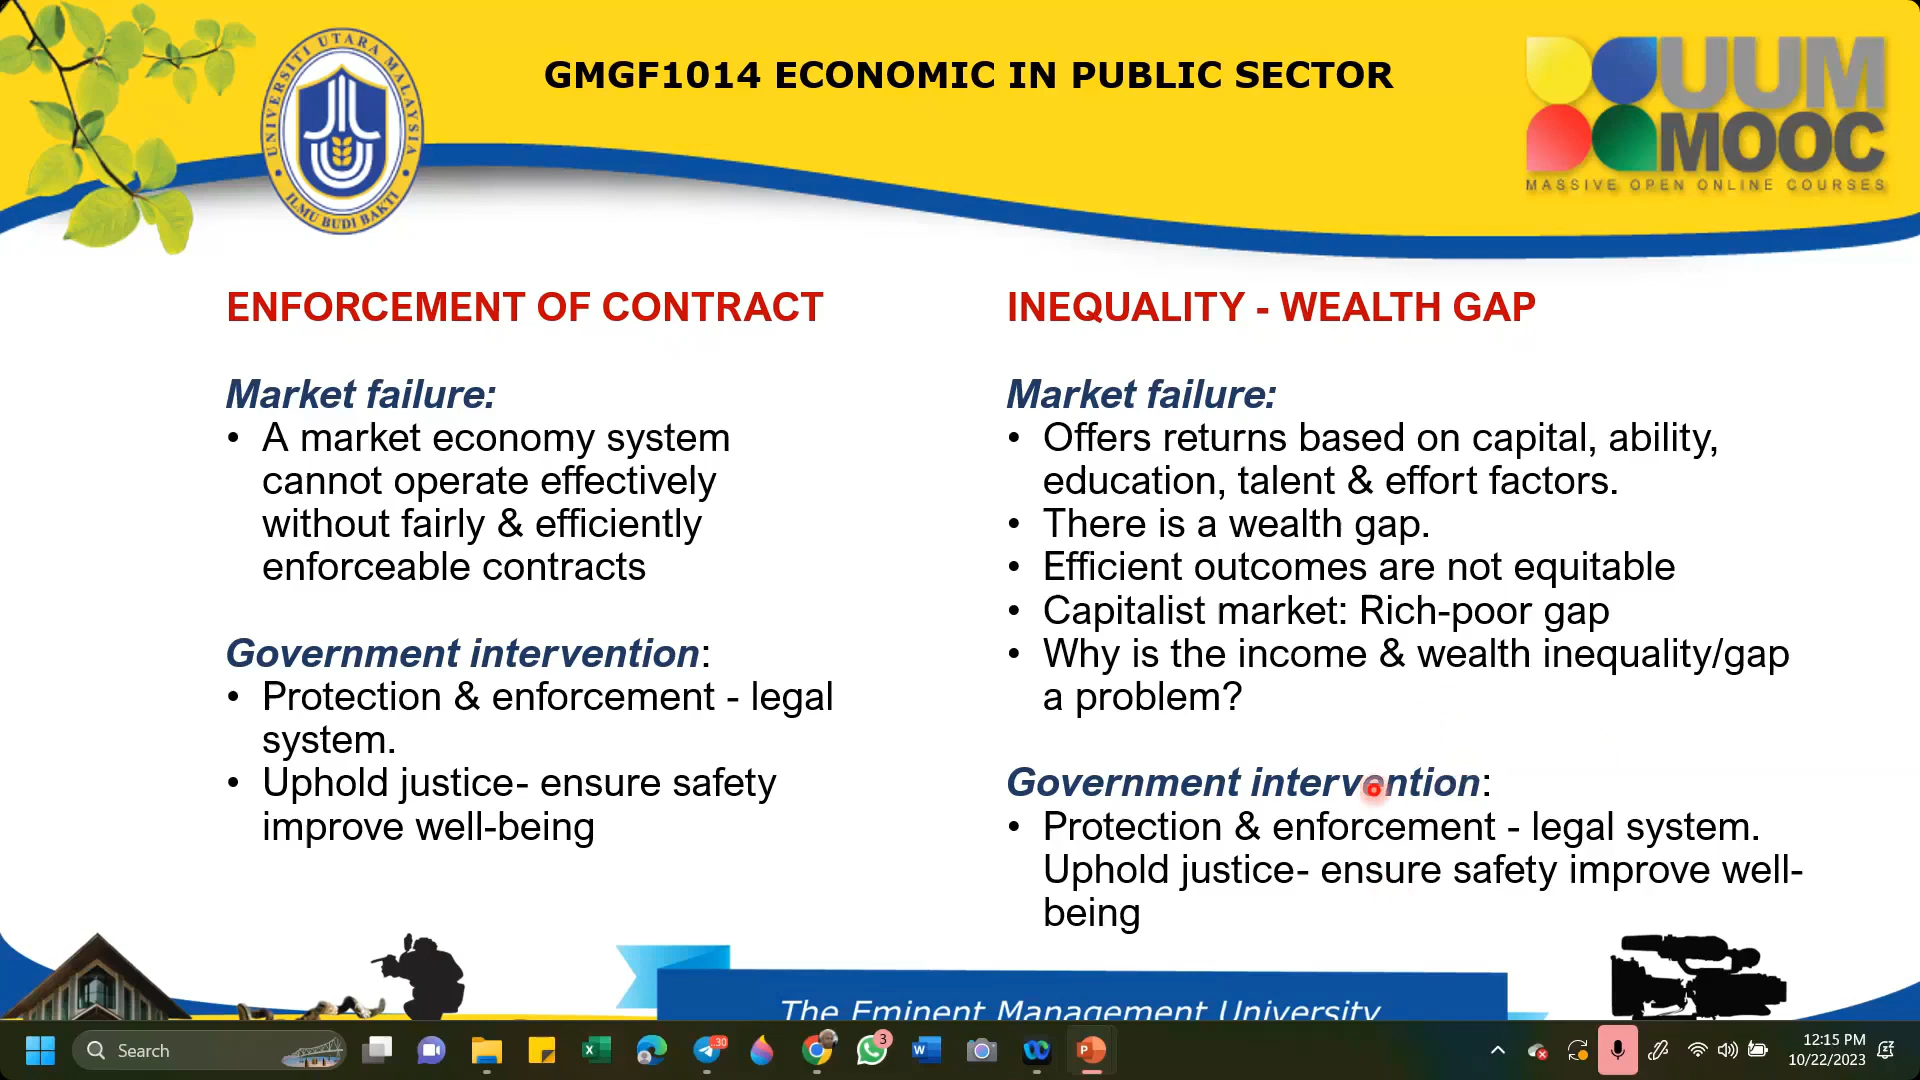 UNIVERSITI UTARA MALAYSIA
ILMU BUDI BAKTI
GMGF1014 ECONOMIC IN PUBLIC SECTOR
UUM
MOOC
MASSIVE OPEN ONLINE COURSES
ENFORCEMENT OF CONTRACT
Market failure:
• A market economy system
cannot operate effectively
without fairly & efficiently
enforceable contracts
Government intervention:
• Protection & enforcement - legal
system.
• Uphold justice- ensure safety
improve well-being
INEQUALITY - WEALTH GAP
Market failure:
• Offers returns based on capital, ability,
education, talent & effort factors.
• There is a wealth gap.
• Efficient outcomes are not equitable
• Capitalist market: Rich-poor gap
• Why is the income & wealth inequality/gap
a problem?
Government intervention:
• Protection & enforcement - legal system.
Uphold justice- ensure safety improve well-
being
The Eminent Management University
Search
30
3
12:15 PM
10/22/2023